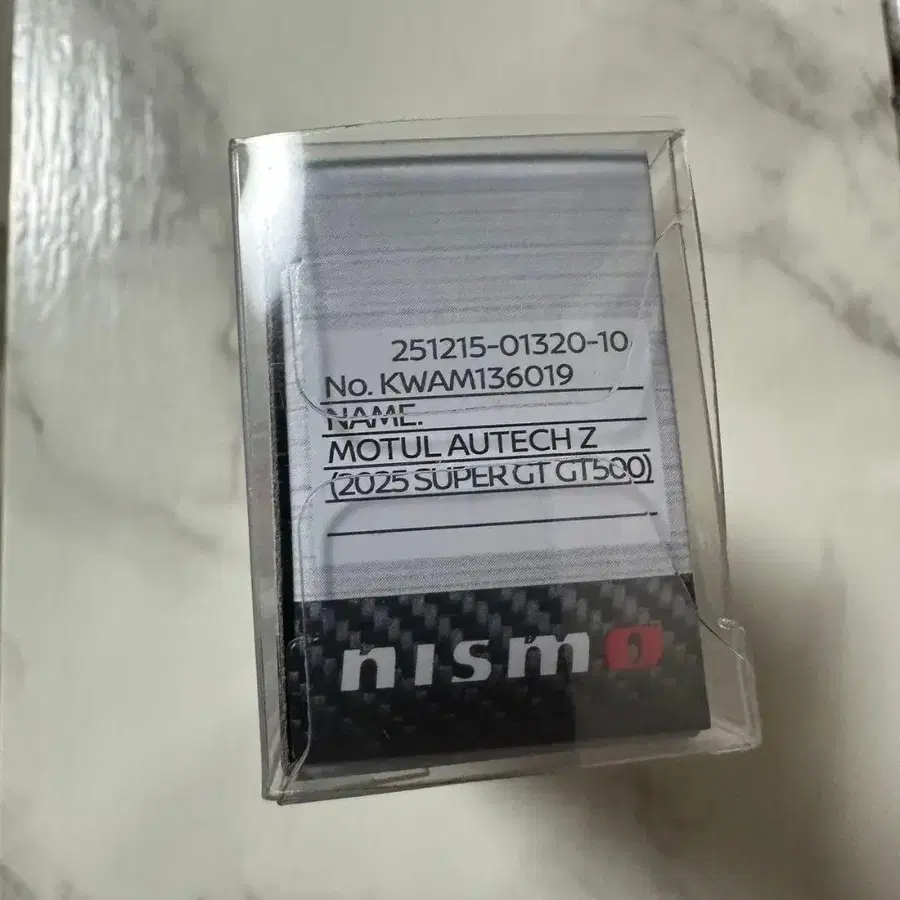 251215-01320-10
No. KWAM136019
NAME:
MOTUL AUTECH Z
(2025 SUPER GT GT500)
nismo